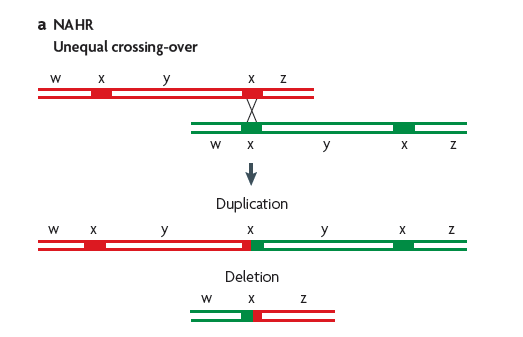 a NAHR
Unequal crossing-over
w x y x z
w x y x z
Duplication
w x y x y x z
Deletion
w x z